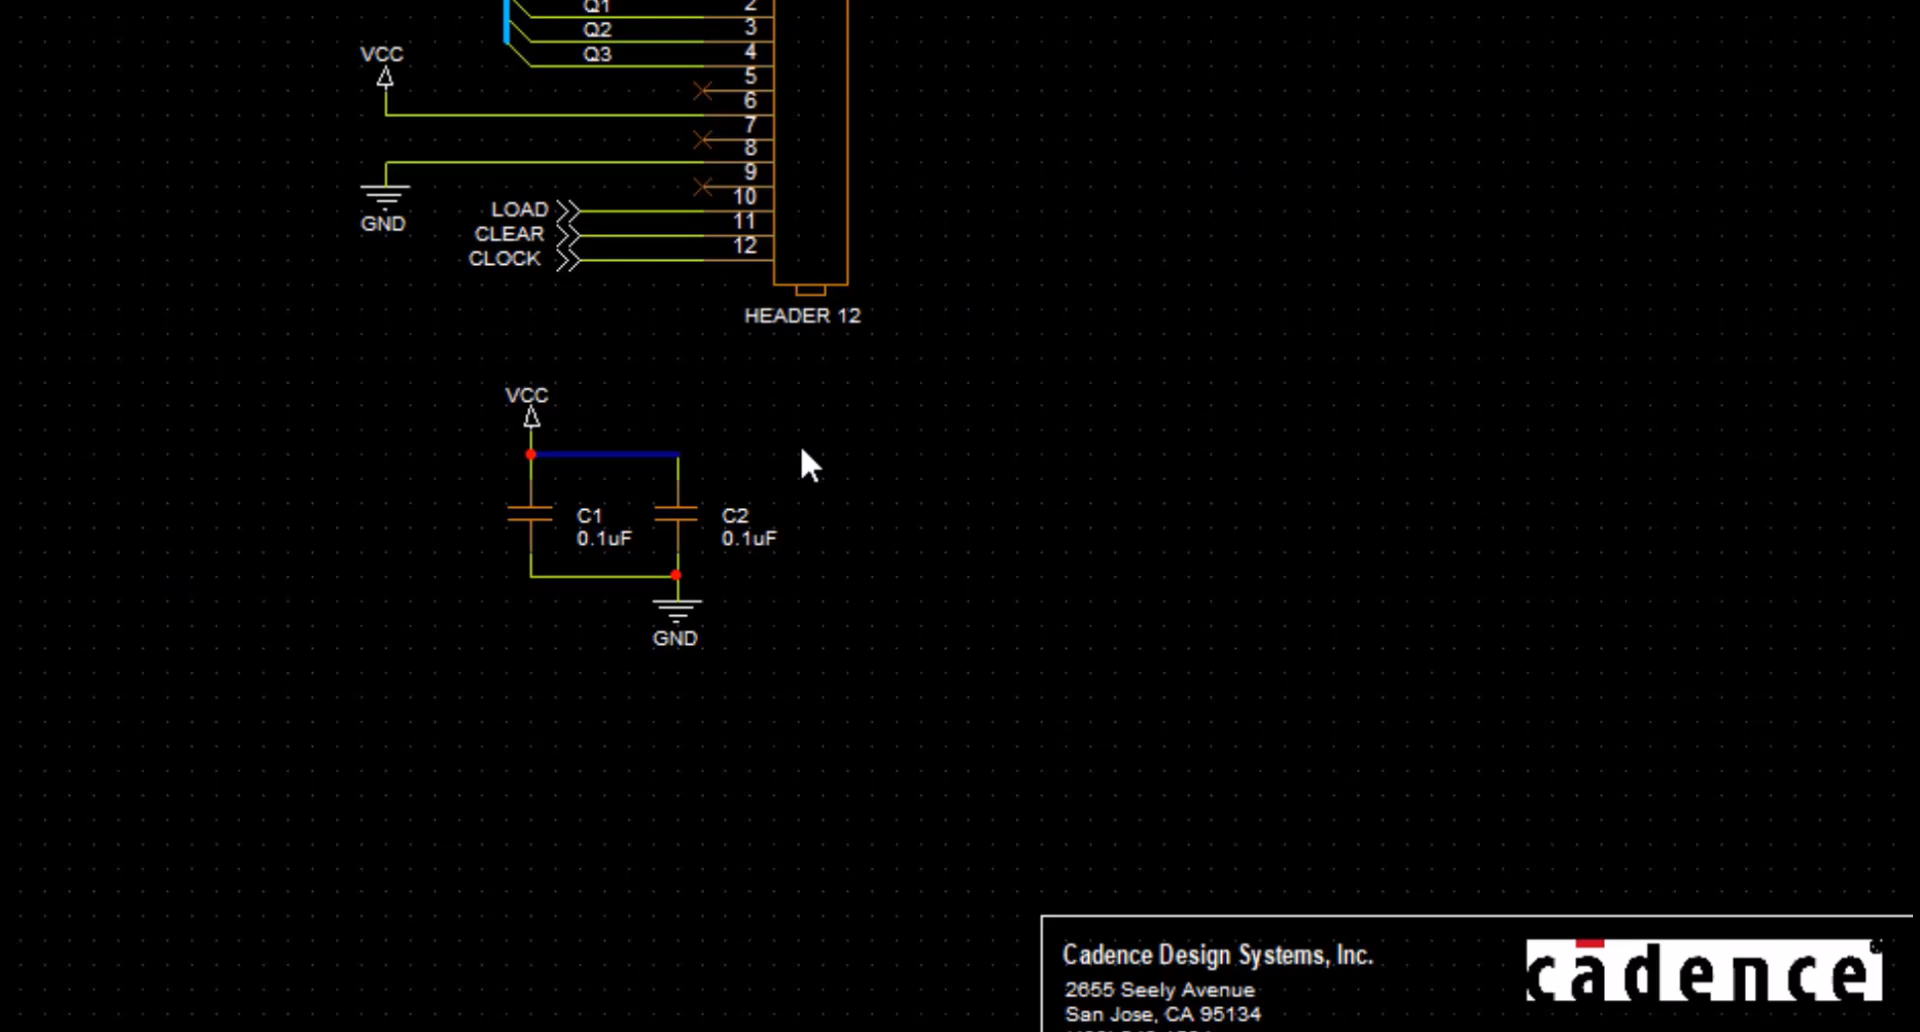 Q1
2
Q2
3
Q3
4
VCC
5
6
7
8
9
10
LOAD
11
GND
CLEAR
12
CLOCK
HEADER 12
VCC
C1
C2
0.1uF
0.1uF
GND
Cadence Design Systems, Inc.
cadence
2655 Seely Avenue
San Jose, CA 95134